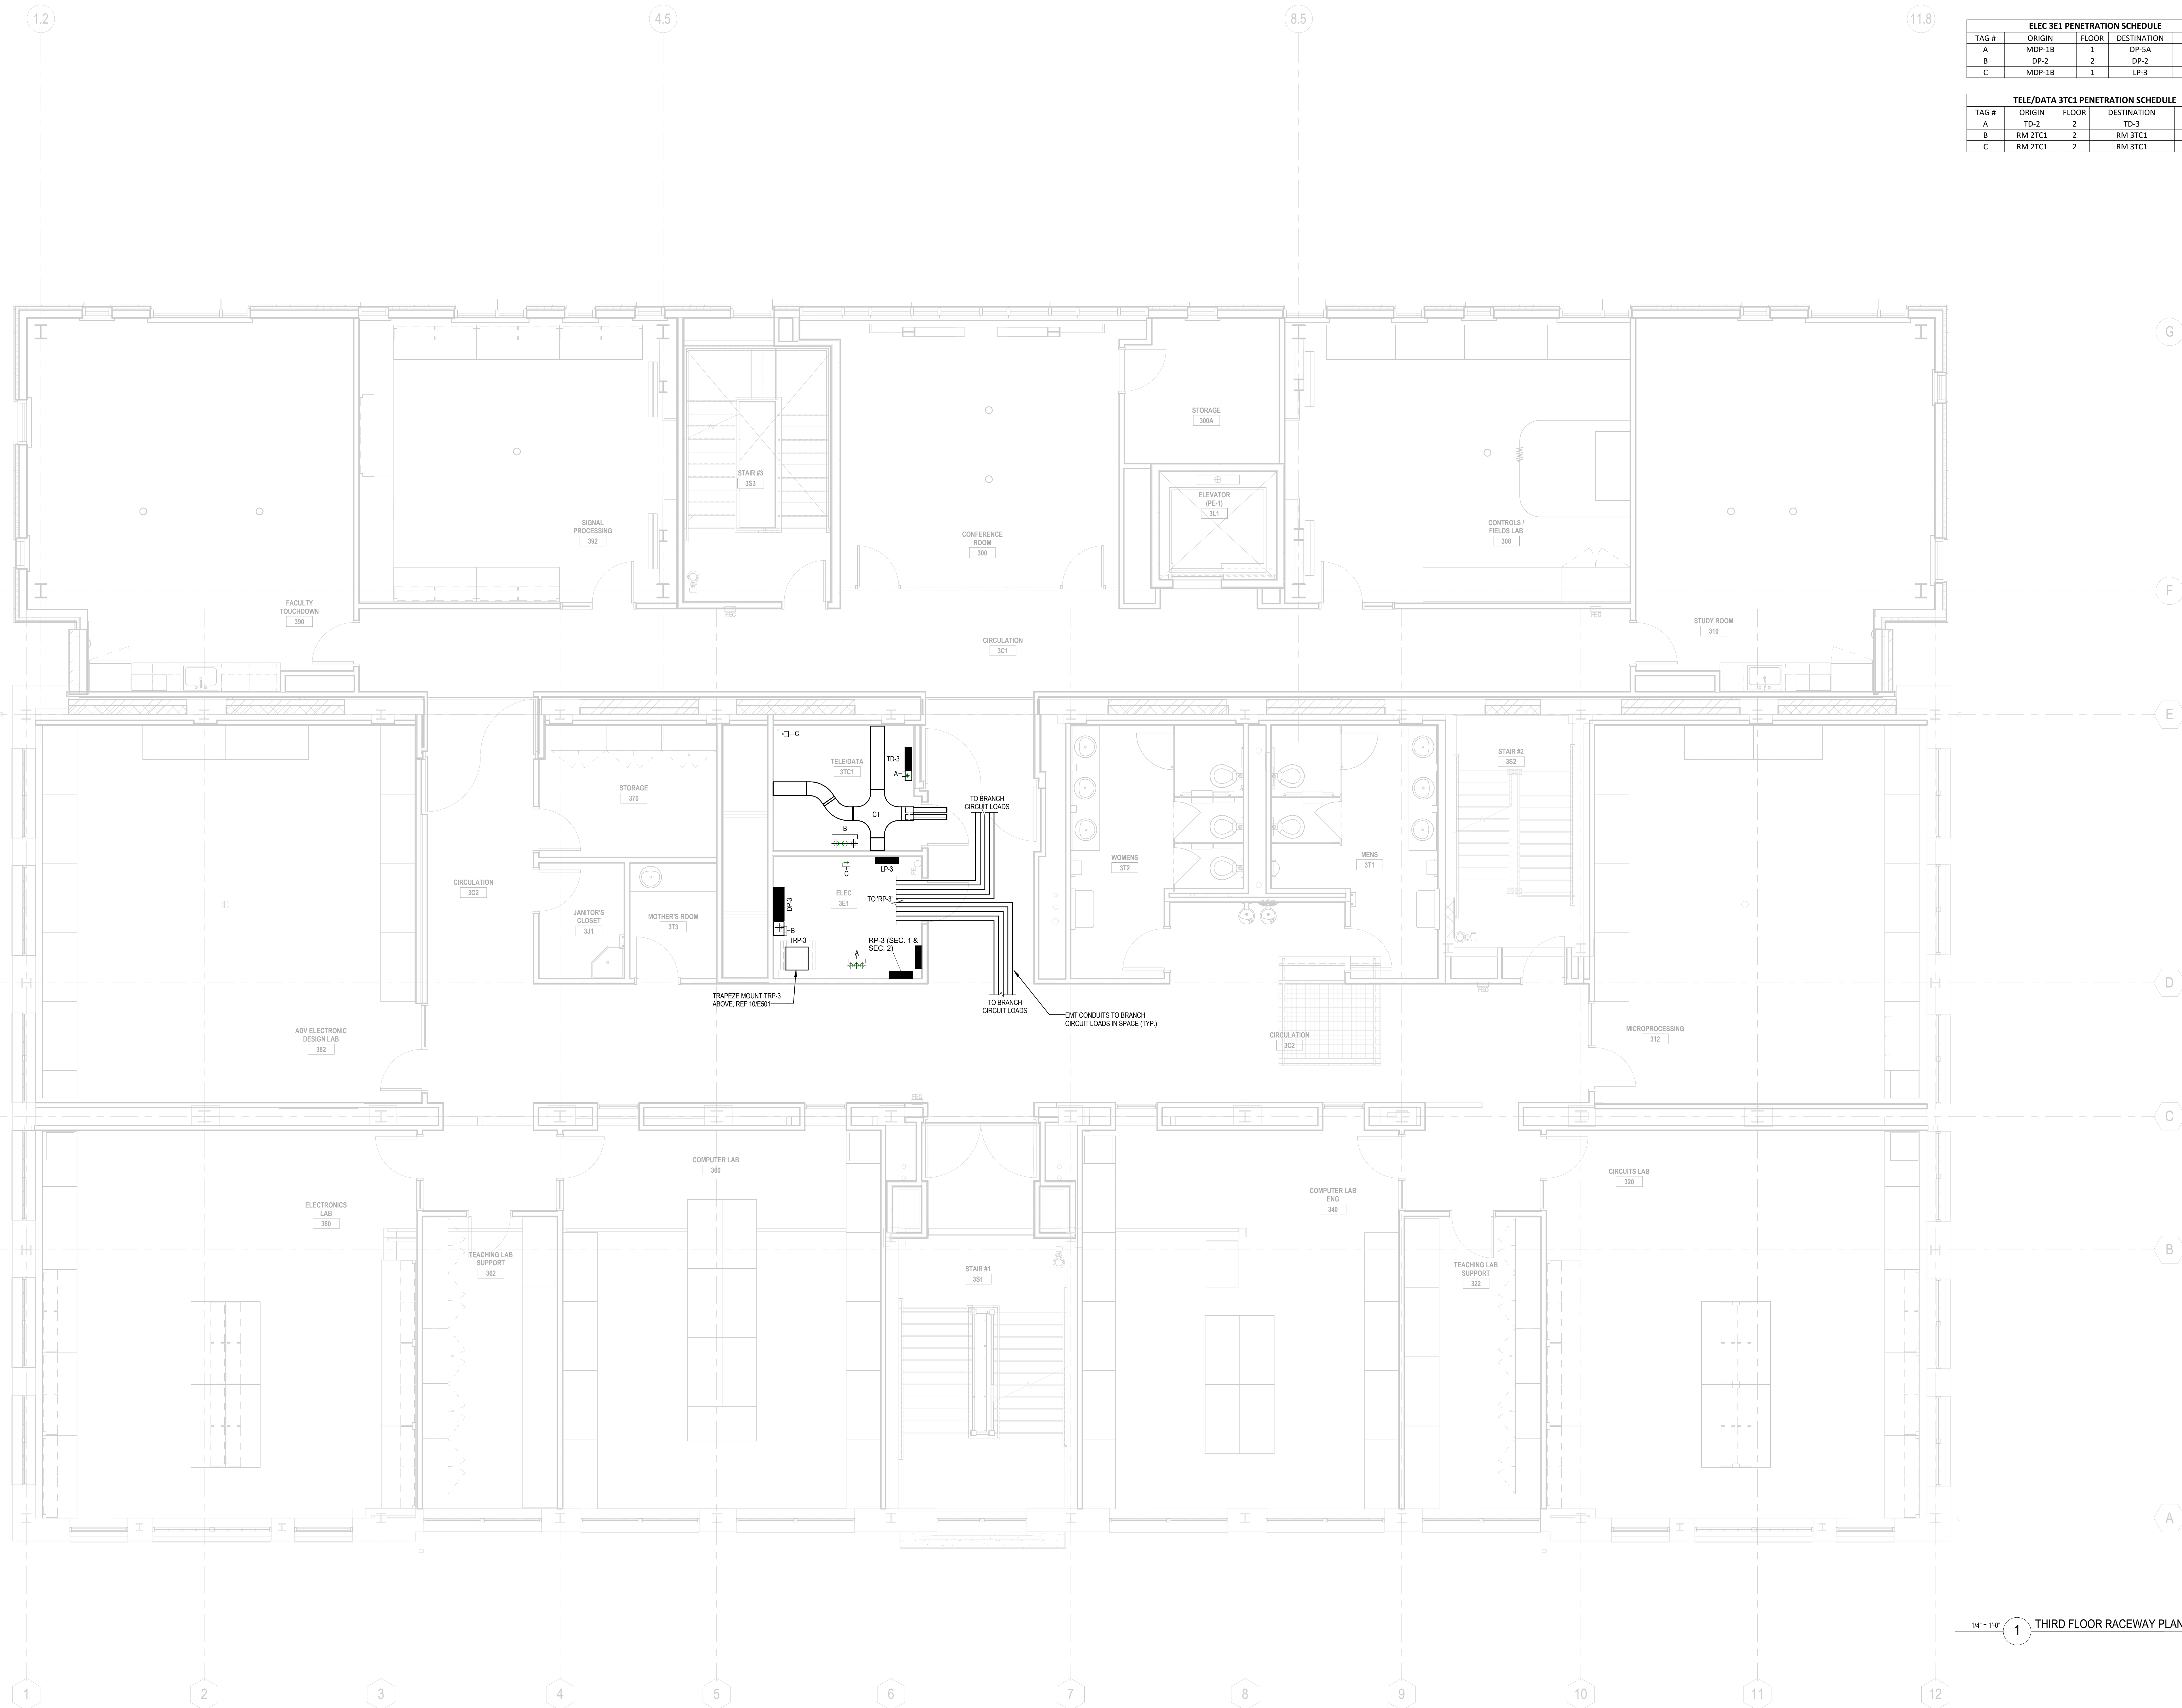 1.2
4.5
8.5
11.8
ELEC 3E1 PENETRATION SCHEDULE
TAG # ORIGIN FLOOR DESTINATION
A MDP-1B 1 DP-5A
B DP-2 2 DP-2
C MDP-1B 1 LP-3
TELE/DATA 3TC1 PENETRATION SCHEDULE
TAG # ORIGIN FLOOR DESTINATION
A TD-2 2 TD-3
B RM 2TC1 2 RM 3TC1
C RM 2TC1 2 RM 3TC1
G
STORAGE
300A
STAIR #3
3S3
ELEVATOR
(PE-1)
3L1
SIGNAL
PROCESSING
392
CONFERENCE
ROOM
300
CONTROLS /
FIELDS LAB
308
F
FACULTY
TOUCHDOWN
390
FEC
FEC
STUDY ROOM
310
CIRCULATION
3C1
E
C
TELE/DATA
3TC1
TD-3
A
STAIR #2
3S2
STORAGE
370
TO BRANCH
CIRCUIT LOADS
CT
B
WOMENS
3T2
MENS
3T1
LP-3
C
CIRCULATION
3C2
ELEC
3E1
TO 'RP-3'
DP-3
JANITOR'S
CLOSET
3J1
MOTHER'S ROOM
3T3
B
TRP-3
RP-3 (SEC. 1 &
SEC. 2)
A
D
FEC
TRAPEZE MOUNT TRP-3
ABOVE, REF 10/E501
TO BRANCH
CIRCUIT LOADS
EMT CONDUITS TO BRANCH
CIRCUIT LOADS IN SPACE (TYP.)
ADV ELECTRONIC
DESIGN LAB
382
CIRCULATION
3C2
MICROPROCESSING
312
FEC
C
COMPUTER LAB
360
CIRCUITS LAB
320
COMPUTER LAB
ENG
340
ELECTRONICS
LAB
380
B
TEACHING LAB
SUPPORT
362
STAIR #1
3S1
TEACHING LAB
SUPPORT
322
A
1/4" = 1'-0" 1 THIRD FLOOR RACEWAY PLAN
1
2
3
4
5
6
7
8
9
10
11
12